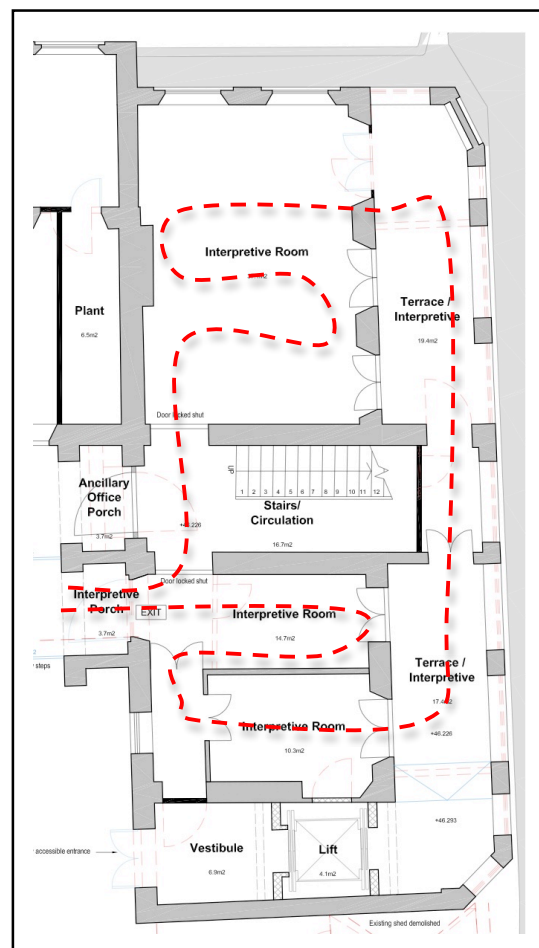 Interpretive Room
Plant
6.5m2
Terrace /
Interpretive
19.4m2
Door locked shut
Ancillary
Office
Porch
3.7m2
UP
1 2 3 4 5 6 7 8 9 10 11 12
Stairs/
Circulation
16.7m2
Door locked shut
Interpretive
Porch
3.7m2
EXIT
Interpretive Room
14.7m2
steps
Terrace /
Interpretive
+46.226
Interpretive Room
10.3m2
+46.293
accessible entrance
Vestibule
6.9m2
Lift
4.1m2
Existing shed demolished